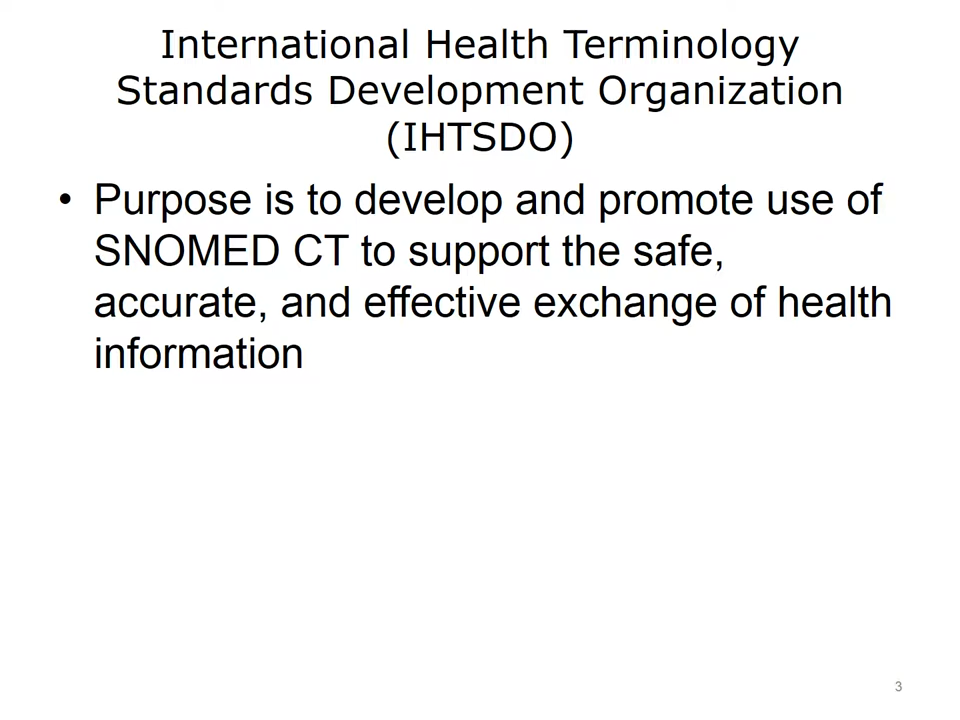 International Health Terminology
Standards Development Organization
(IHTSDO)
• Purpose is to develop and promote use of
SNOMED CT to support the safe,
accurate, and effective exchange of health
information
3